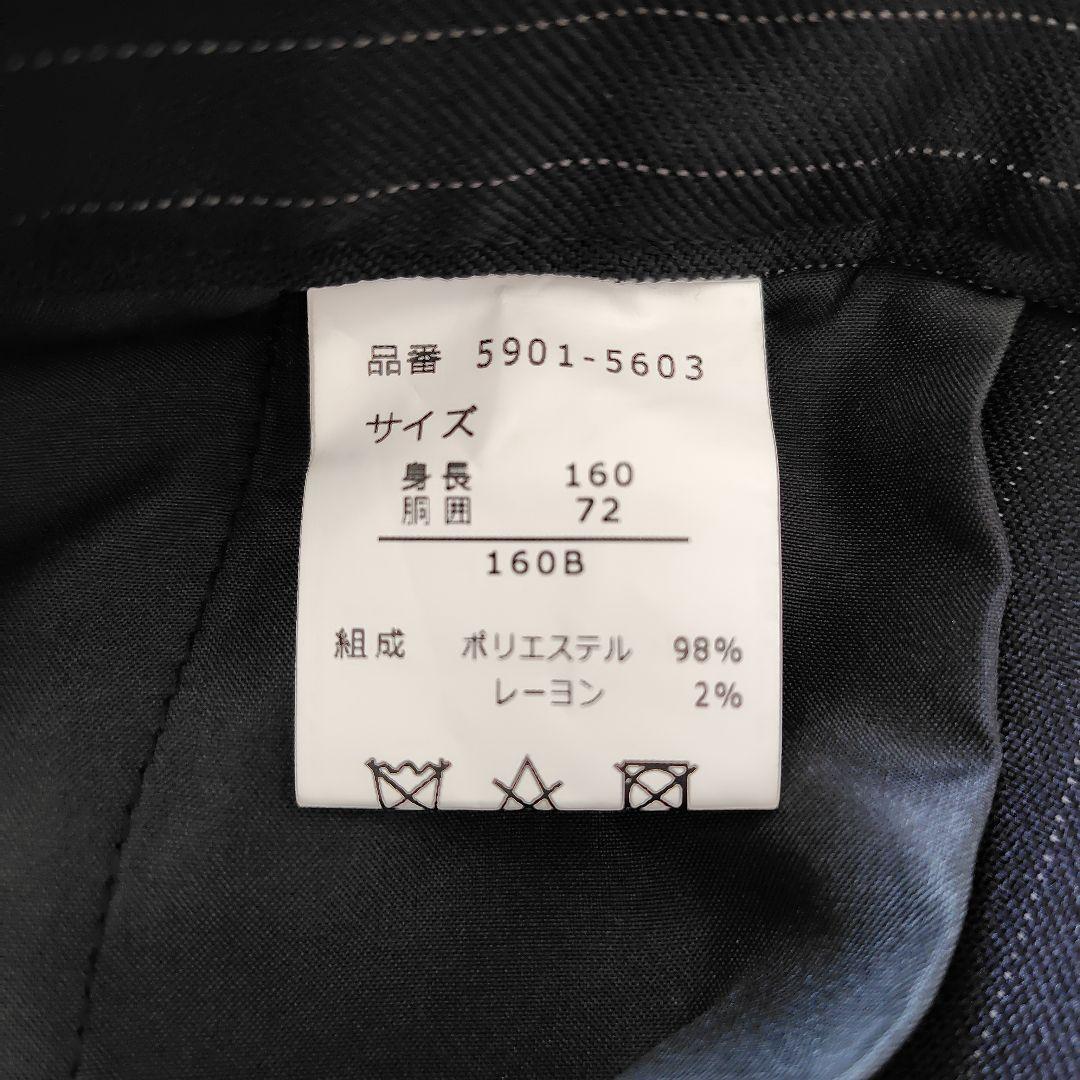 品番 5901-5603
サイズ
身長 160
胴囲 72
160B
組成 ポリエステル 98%
レーヨン 2%